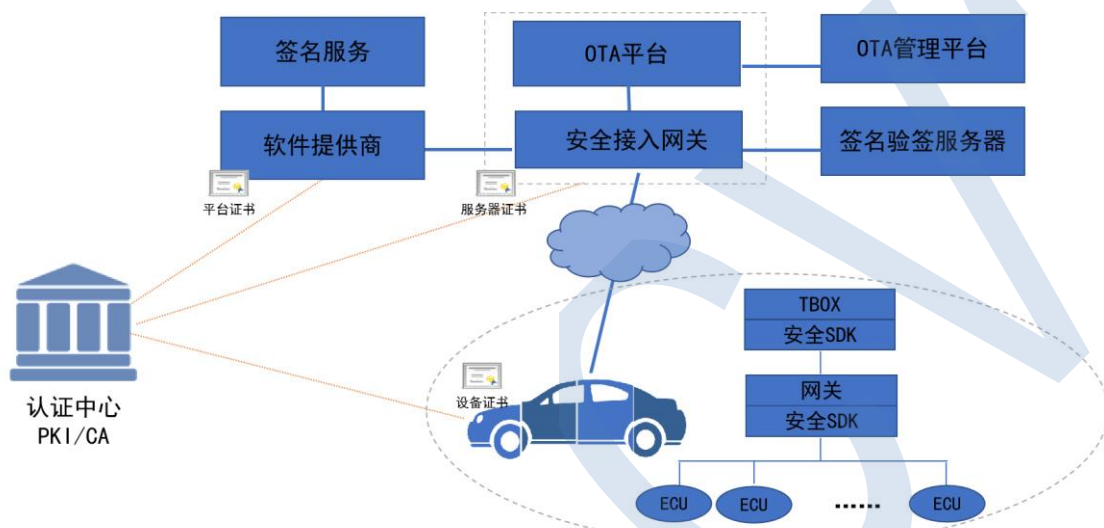 签名服务
OTA平台
OTA管理平台
软件提供商
安全接入网关
签名验签服务器
平台证书
服务器证书
TBOX
安全SDK
设备证书
网关
安全SDK
认证中心
PKI/CA
ECU
ECU
......
ECU